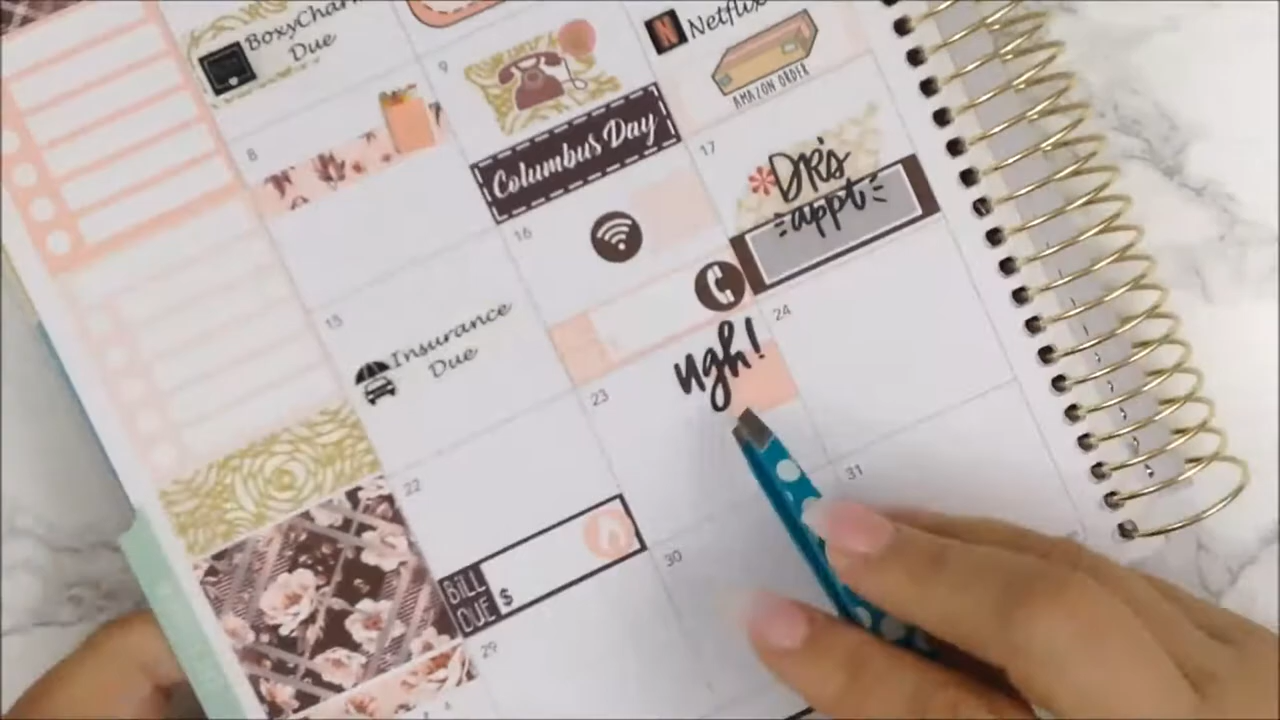 BoxyCharm
Due
Netflix
AMAZON ORDER
8
9
Columbus Day
17
DR's
appt
15
Insurance
Due
16
24
ugh!
22
BILL
DUE $
h
23
31
29
30